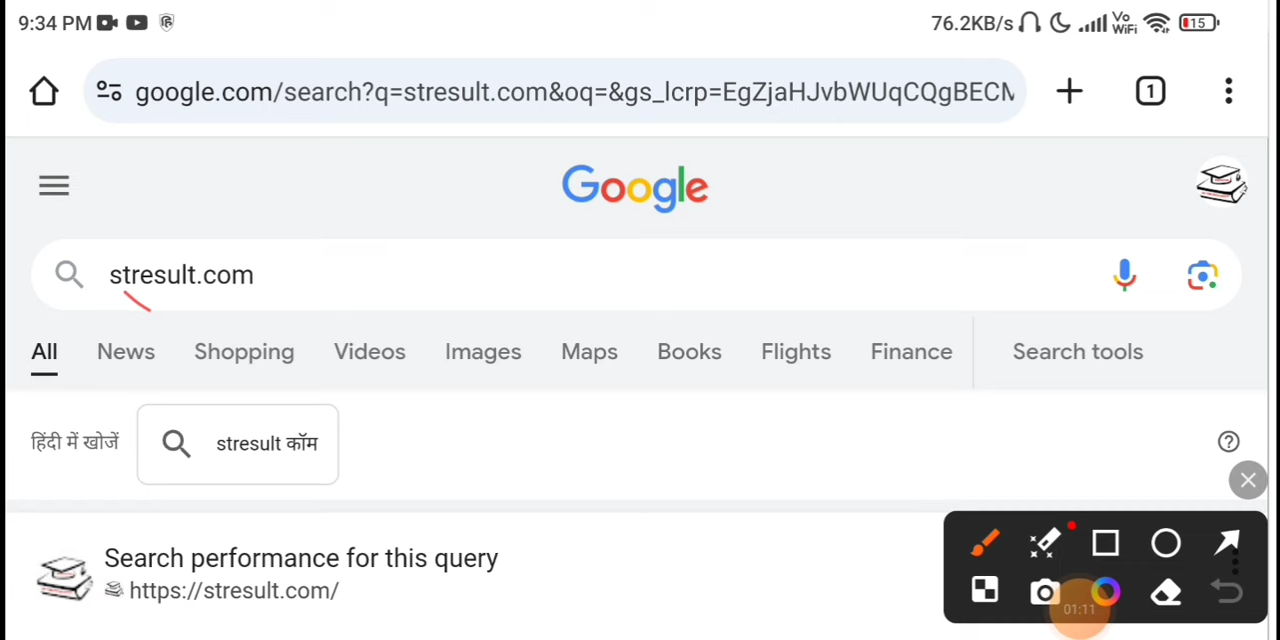 9:34 PM 76.2KB/s Vo WiFi 15
google.com/search?q=stresult.com&oq=&gs_lcrp=EgZjaHJvbWUqCQgBECM 1
Google
stresult.com
All News Shopping Videos Images Maps Books Flights Finance Search tools
हिंदी में खोजें stresult कॉम
Search performance for this query
https://stresult.com/
01:11